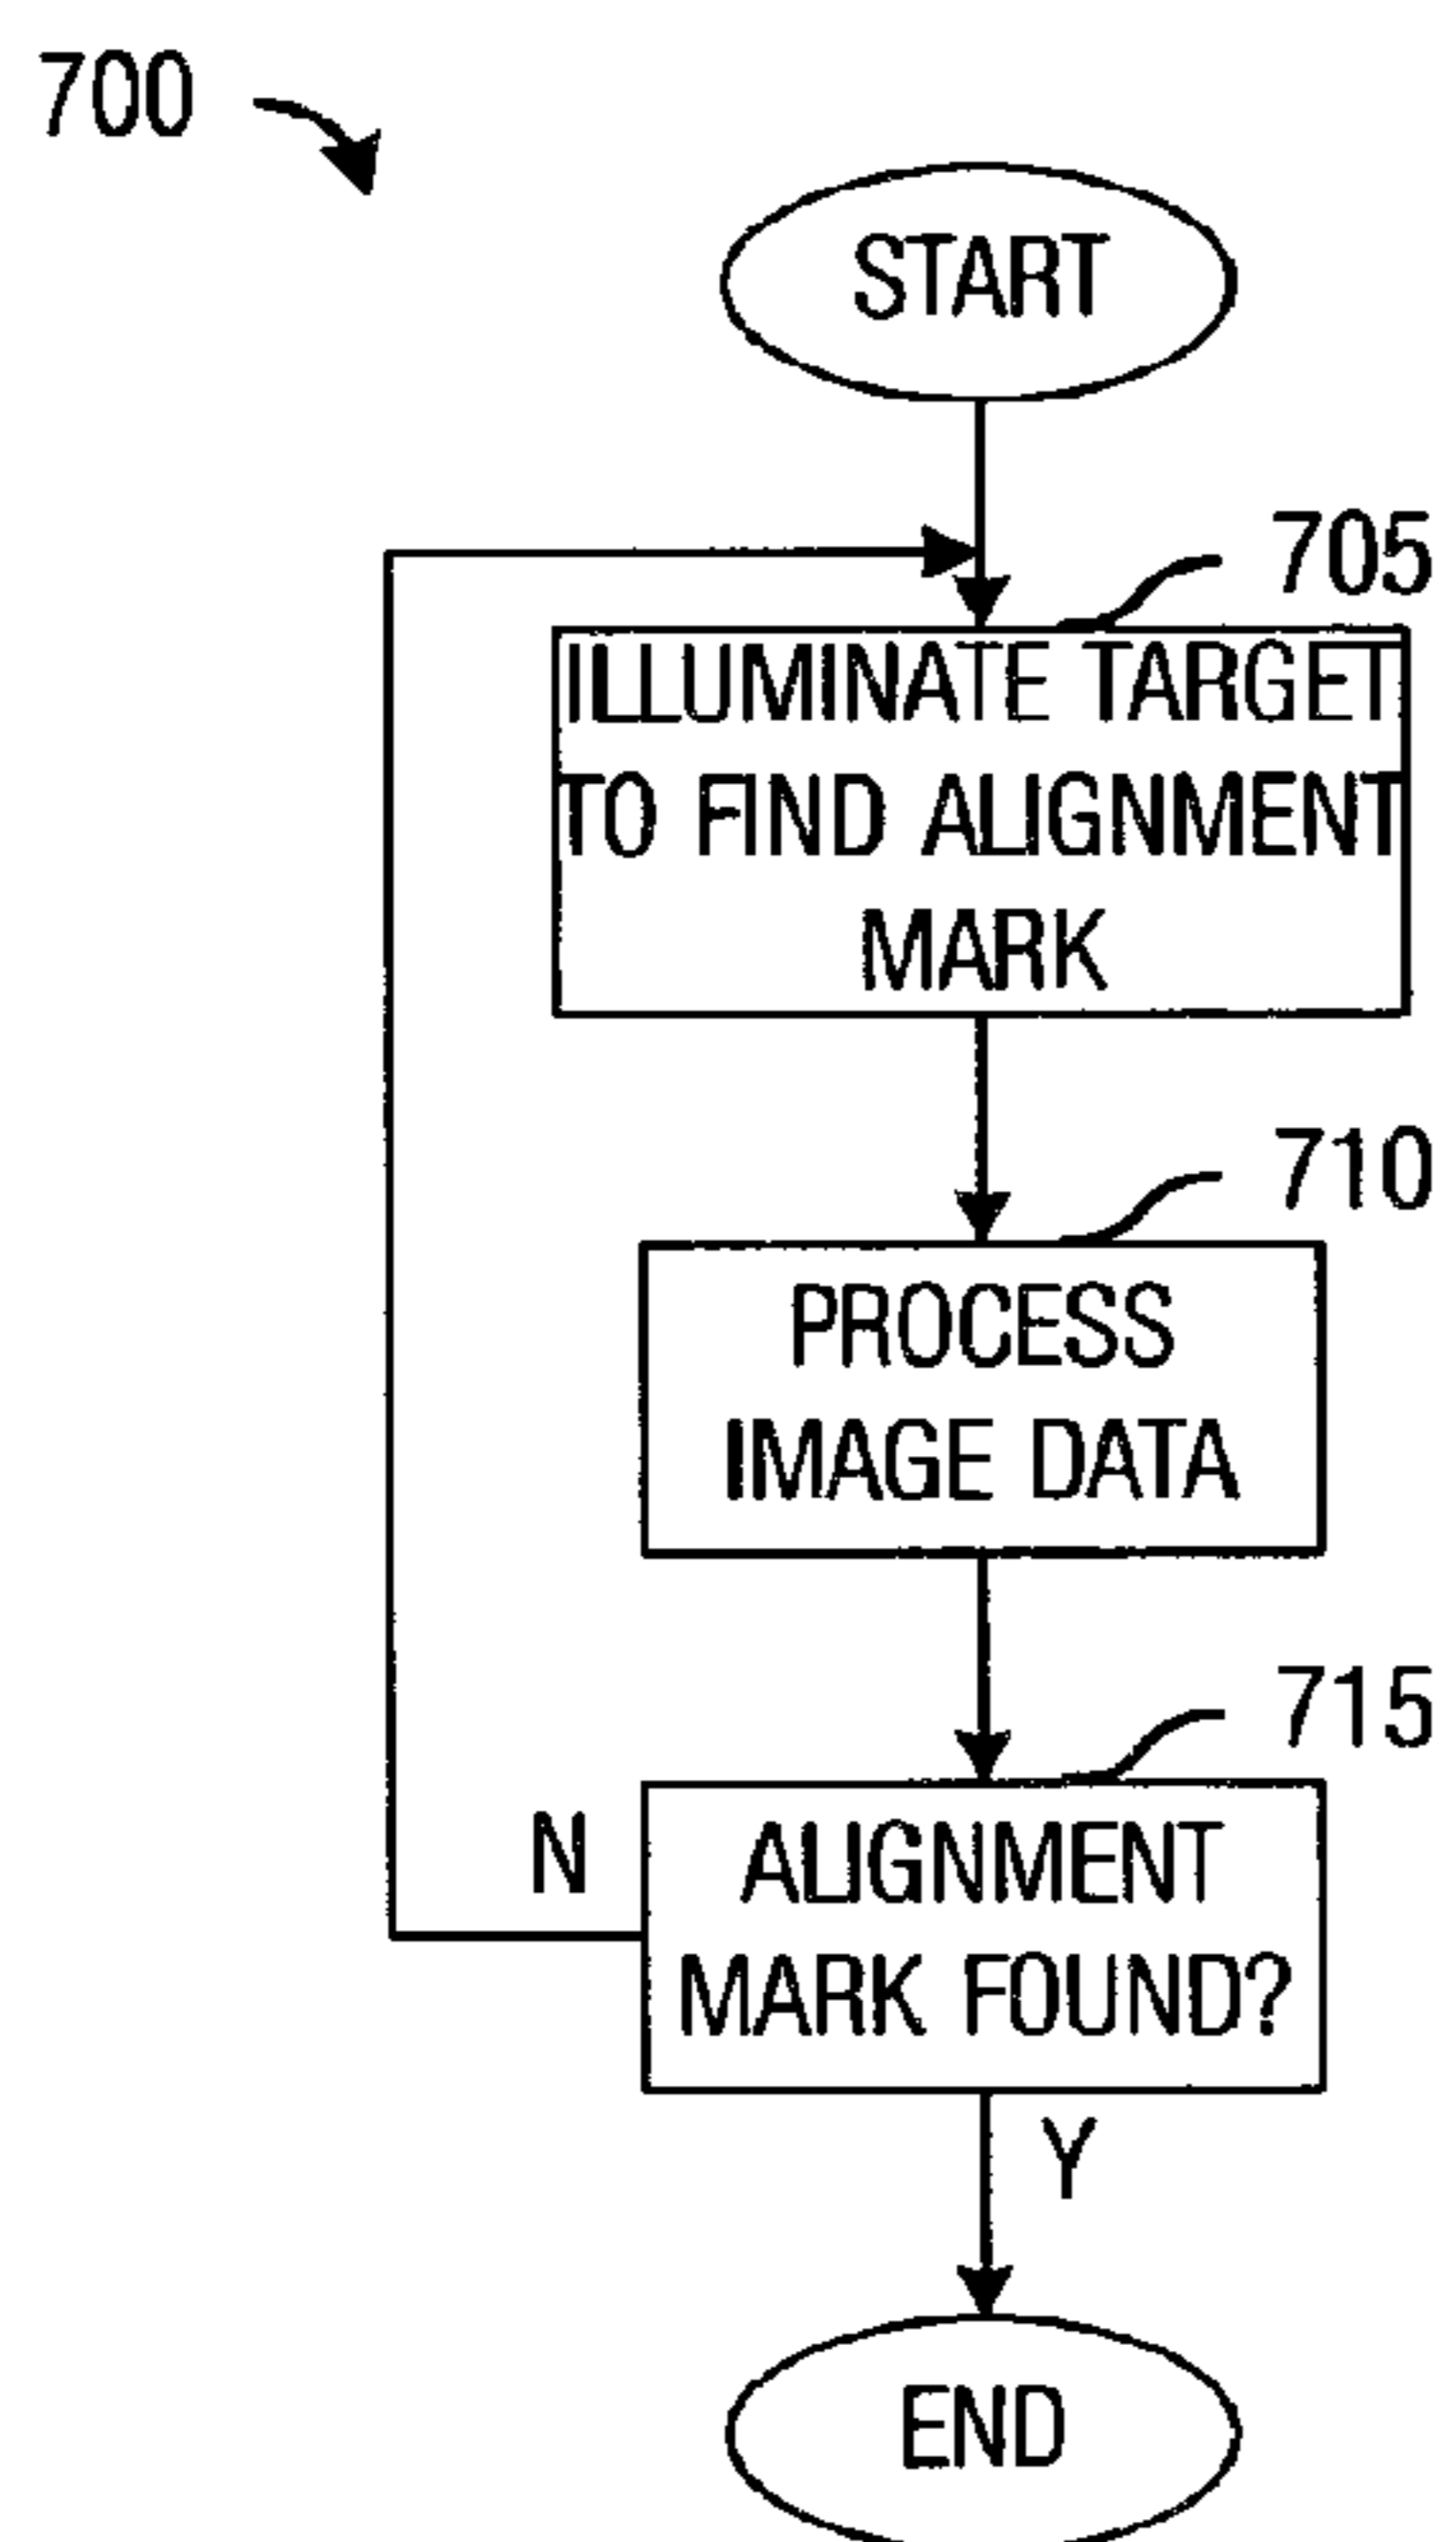 700
START
705
ILLUMINATE TARGET
TO FIND ALIGNMENT
MARK
710
PROCESS
IMAGE DATA
715
N
ALIGNMENT
MARK FOUND?
Y
END